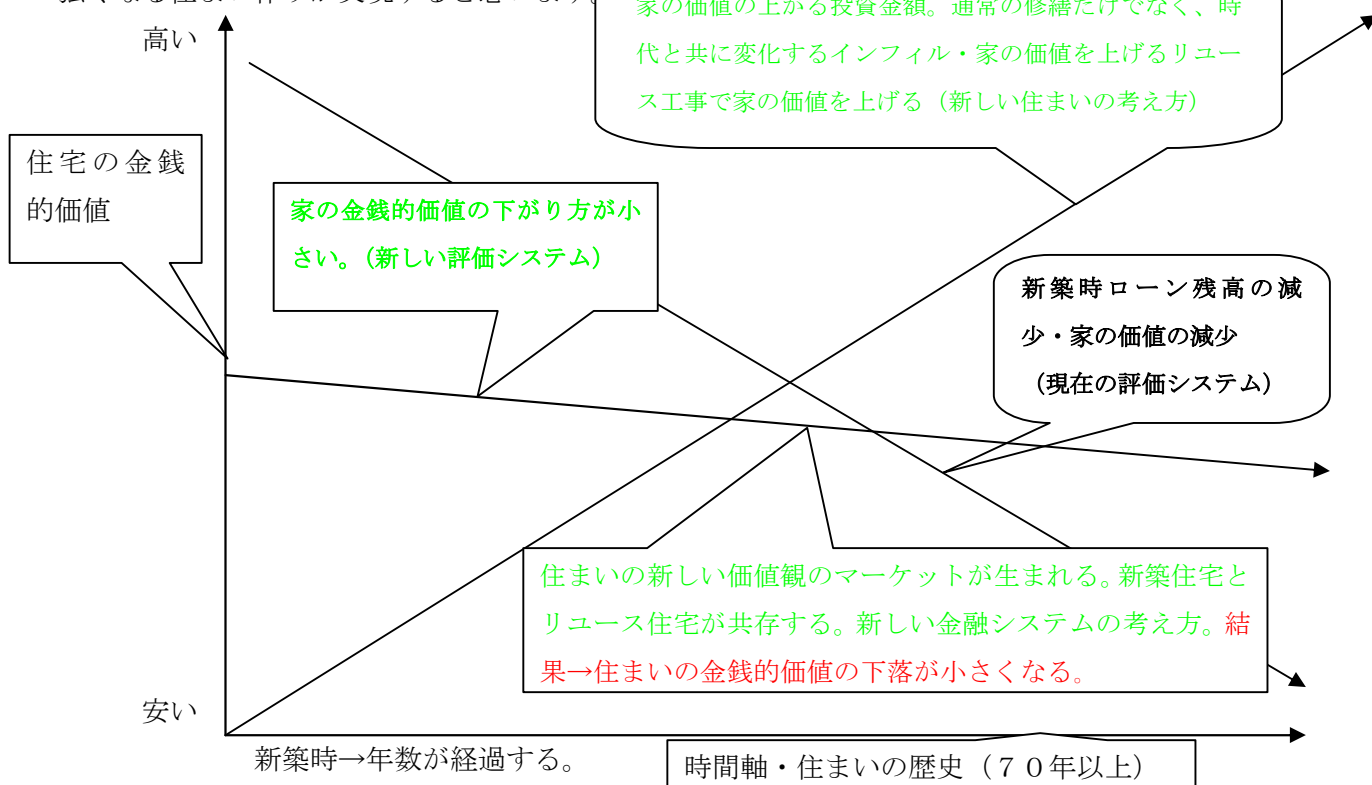 高い
家の価値の上がる投資金額。通常の修繕だけでなく、時
代と共に変化するインフィル・家の価値を上げるリユー
ス工事で家の価値を上げる（新しい住まいの考え方）
住宅の金銭
的価値
家の金銭的価値の下がり方が小
さい。（新しい評価システム）
新築時ローン残高の減
少・家の価値の減少
（現在の評価システム）
住まいの新しい価値観のマーケットが生まれる。新築住宅と
リユース住宅が共存する。新しい金融システムの考え方。結
果→住まいの金銭的価値の下落が小さくなる。
安い
新築時→年数が経過する。
時間軸・住まいの歴史（７０年以上）